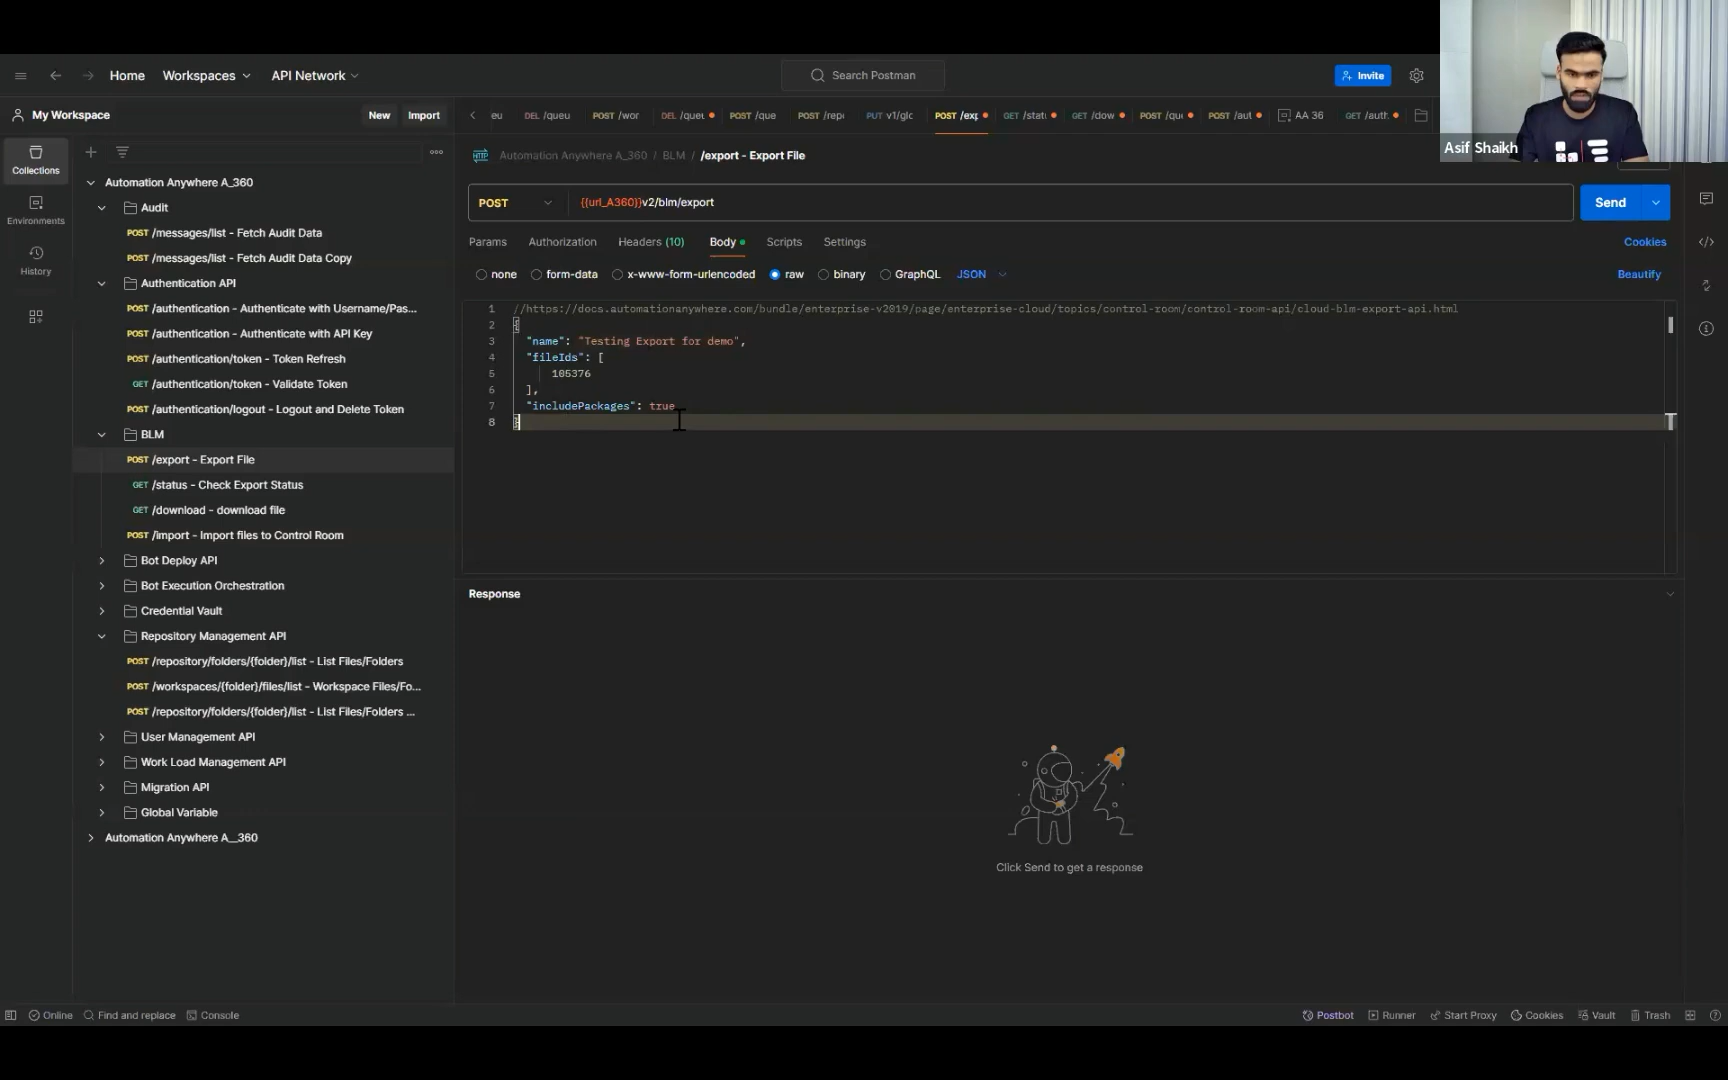 Home
Workspaces
API Network
Search Postman
Invite
My Workspace
New
Import
eu
DEL /queu
POST /wor
DEL /queu
POST /que
POST /repo
PUT v1/glc
POST /exp
GET /statu
GET /dow
POST /que
POST /aut
AA 36
GET /auth
Asif Shaikh
Collections
Environments
History
Automation Anywhere A_360
Audit
POST /messages/list - Fetch Audit Data
POST /messages/list - Fetch Audit Data Copy
Authentication API
POST /authentication - Authenticate with Username/Pas...
POST /authentication - Authenticate with API Key
POST /authentication/token - Token Refresh
GET /authentication/token - Validate Token
POST /authentication/logout - Logout and Delete Token
BLM
POST /export - Export File
GET /status - Check Export Status
GET /download - download file
POST /import - Import files to Control Room
Bot Deploy API
Bot Execution Orchestration
Credential Vault
Repository Management API
POST /repository/folders/{folder}/list - List Files/Folders
POST /workspaces/{folder}/files/list - Workspace Files/Fo...
POST /repository/folders/{folder}/list - List Files/Folders ...
User Management API
Work Load Management API
Migration API
Global Variable
Automation Anywhere A__360
HTTP Automation Anywhere A_360 / BLM / /export - Export File
POST
{{url_A360}}v2/blm/export
Send
Params
Authorization
Headers (10)
Body
Scripts
Settings
Cookies
none
form-data
x-www-form-urlencoded
raw
binary
GraphQL
JSON
Beautify
1 //https://docs.automationanywhere.com/bundle/enterprise-v2019/page/enterprise-cloud/topics/control-room/control-room-api/cloud-blm-export-api.html
2 {
3 "name": "Testing Export for demo",
4 "fileIds": [
5 105376
6 ],
7 "includePackages": true
8 }
Response
Click Send to get a response
Online
Find and replace
Console
Postbot
Runner
Start Proxy
Cookies
Vault
Trash